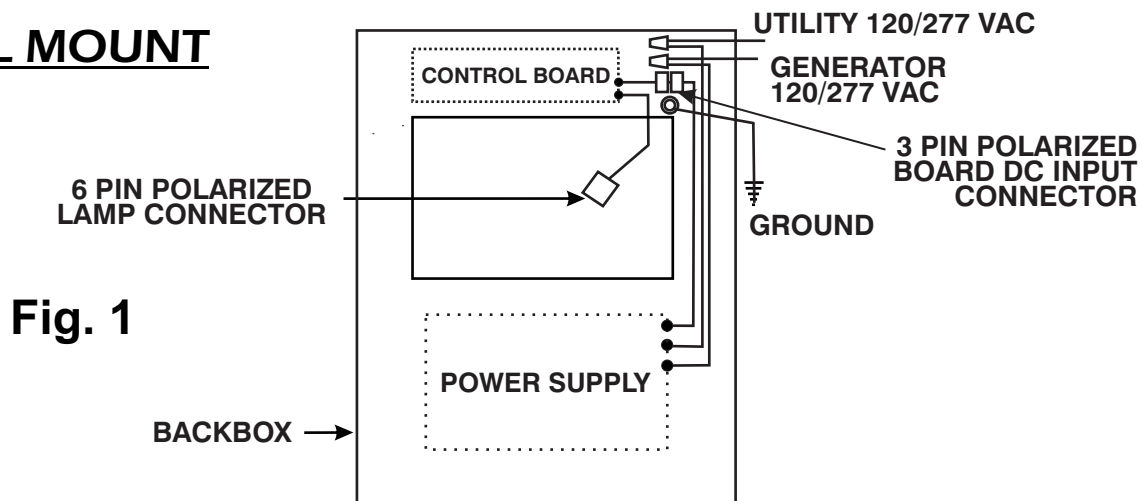 MOUNT
UTILITY 120/277 VAC
CONTROL BOARD
GENERATOR
120/277 VAC
3 PIN POLARIZED
BOARD DC INPUT
CONNECTOR
6 PIN POLARIZED
LAMP CONNECTOR
GROUND
Fig. 1
POWER SUPPLY
BACKBOX